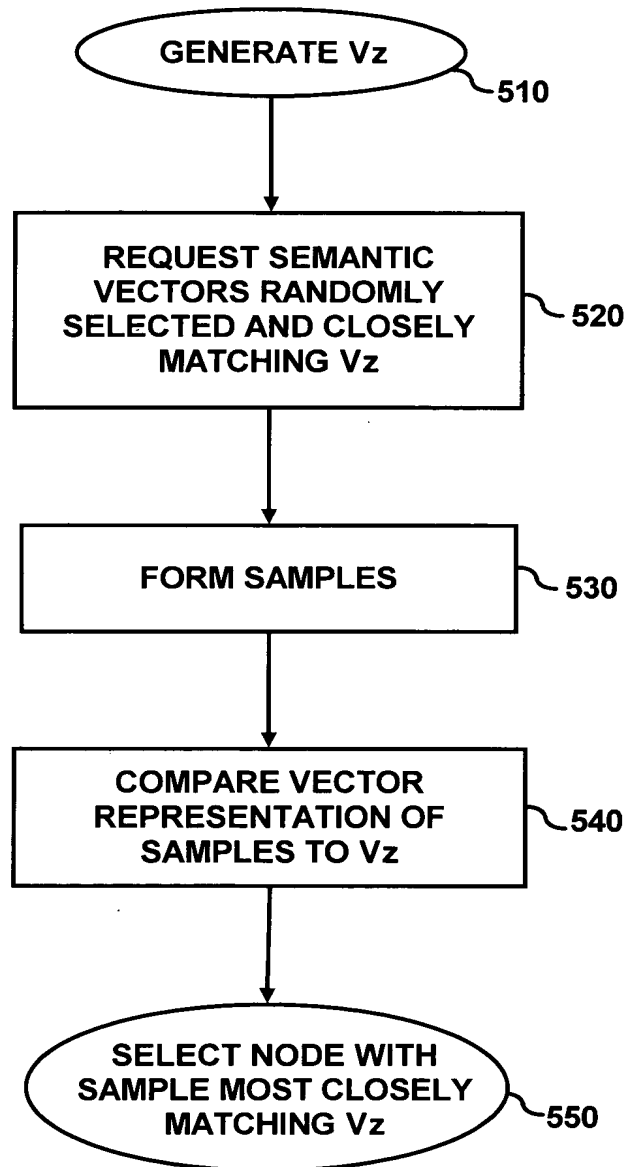 GENERATE Vz
510
REQUEST SEMANTIC
VECTORS RANDOMLY
SELECTED AND CLOSELY
MATCHING Vz
520
FORM SAMPLES
530
COMPARE VECTOR
REPRESENTATION OF
SAMPLES TO Vz
540
SELECT NODE WITH
SAMPLE MOST CLOSELY
MATCHING Vz
550